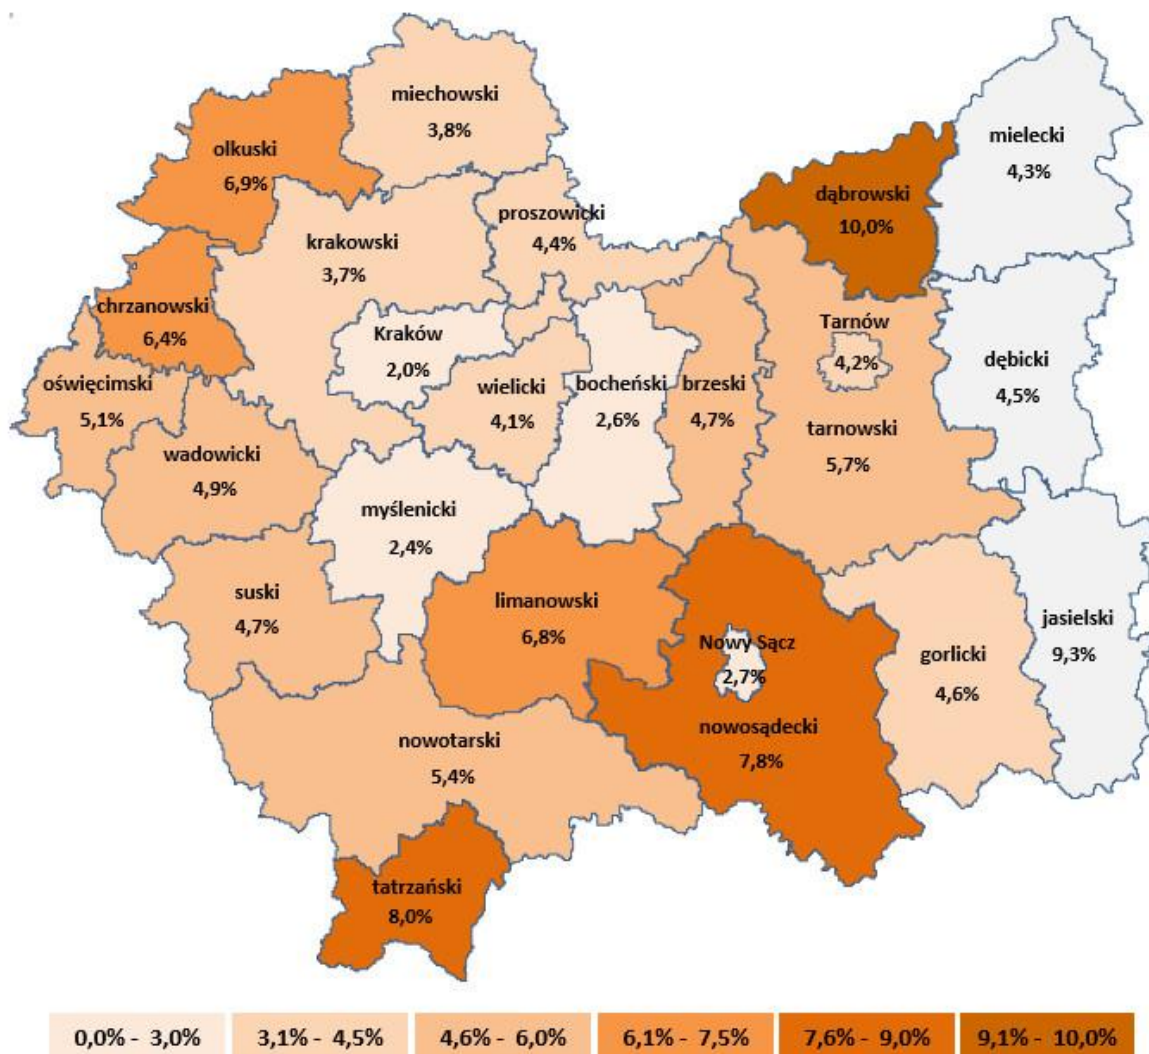 miechowski
3,8%
olkuski
6,9%
mielecki
4,3%
dąbrowski
10,0%
proszowicki
4,4%
krakowski
3,7%
chrzanowski
6,4%
Kraków
2,0%
Tarnów
4,2%
dębicki
4,5%
oświęcimski
5,1%
wielicki
4,1%
bocheński
2,6%
brzeski
4,7%
tarnowski
5,7%
wadowicki
4,9%
myślenicki
2,4%
suski
4,7%
limanowski
6,8%
Nowy Sącz
2,7%
jasielski
9,3%
gorlicki
4,6%
nowosądecki
7,8%
nowotarski
5,4%
tatrzański
8,0%
0,0% - 3,0% 3,1% - 4,5% 4,6% - 6,0% 6,1% - 7,5% 7,6% - 9,0% 9,1% - 10,0%